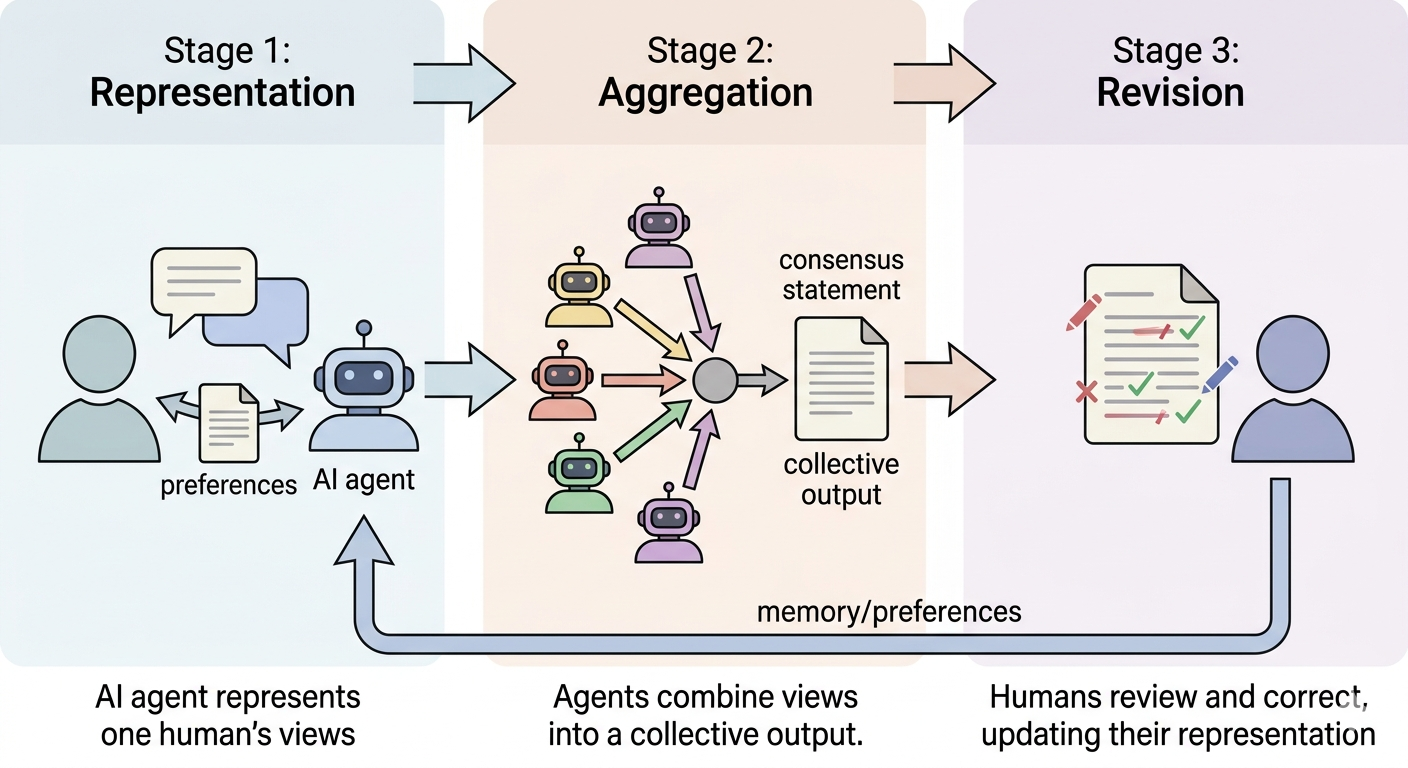 Stage 1:
Representation
Stage 2:
Aggregation
Stage 3:
Revision
preferences
AI agent
consensus
statement
collective
output
memory/preferences
AI agent represents
one human's views
Agents combine views
into a collective output.
Humans review and correct,
updating their representation